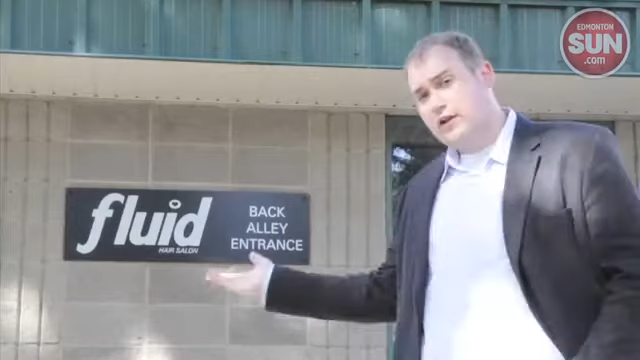 EDMONTON
SUN
.com
fluid
HAIR SALON
BACK
ALLEY
ENTRANCE